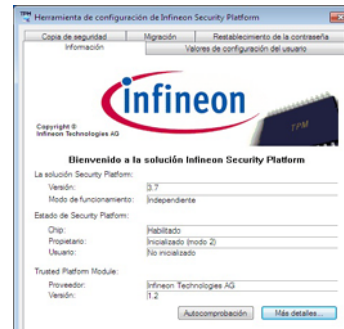 Herramienta de configuración de Infineon Security Platform
Copia de seguridad
Migración
Restablecimiento de la contraseña
Información
Valores de configuración del usuario
infineon
TPM
Copyright ©
Infineon Technologies AG
Bienvenido a la solución Infineon Security Platform
La solución Security Platform:
Versión: 3.7
Modo de funcionamiento: Independiente
Estado de Security Platform:
Chip: Habilitado
Propietario: Inicializado (modo 2)
Usuario: No inicializado
Trusted Platform Module:
Proveedor: Infineon Technologies AG
Versión: 1.2
Autocomprobación
Más detalles...